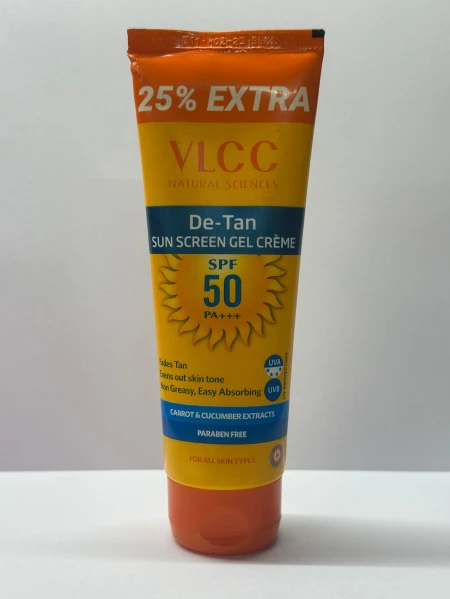 25% EXTRA
VLCC
NATURAL SCIENCES
De-Tan
SUN SCREEN GEL CRÈME
SPF
50
PA+++
Fades Tan
Evens out skin tone
Non Greasy, Easy Absorbing
UVA
UVB
CARROT & CUCUMBER EXTRACTS
PARABEN FREE
FOR ALL SKIN TYPES